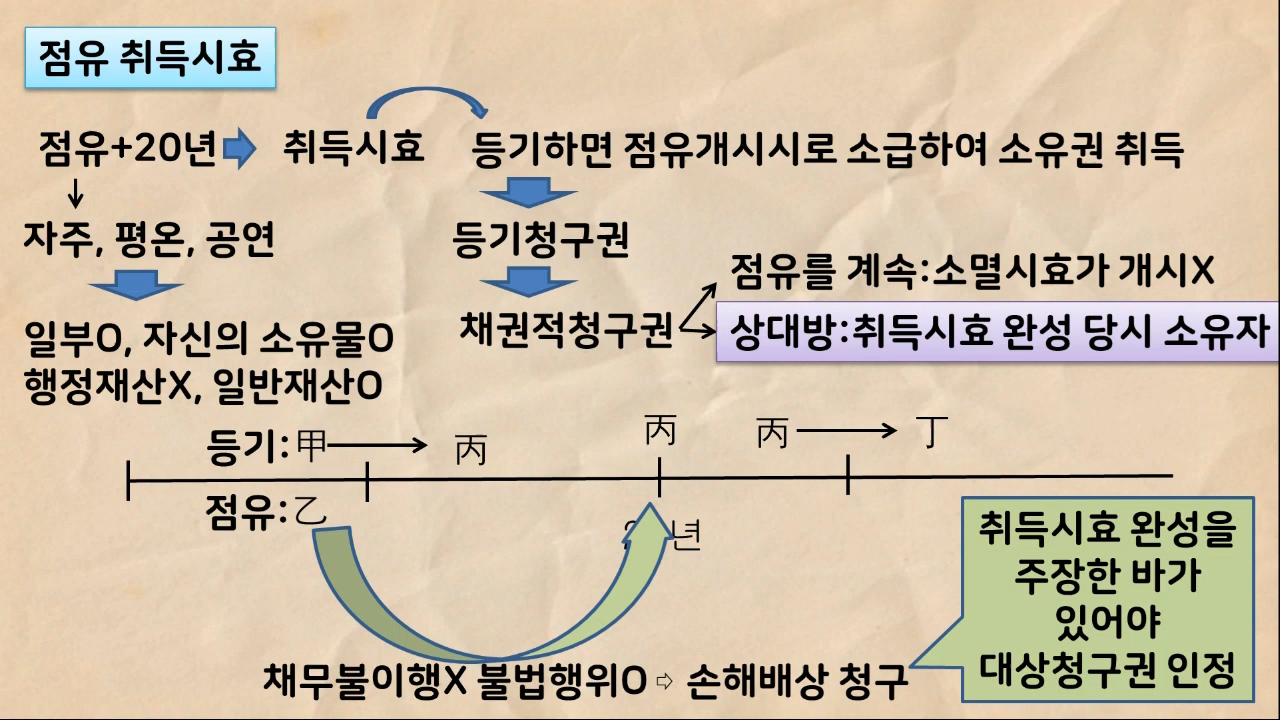 점유 취득시효
점유+20년 취득시효 등기하면 점유개시시로 소급하여 소유권 취득
자주, 평온, 공연
등기청구권
점유를 계속:소멸시효가 개시X
채권적청구권
상대방:취득시효 완성 당시 소유자
일부O, 자신의 소유물O
행정재산X, 일반재산O
등기:甲 丙 丙 丙 丁
점유:乙
년
취득시효 완성을
주장한 바가
있어야
대상청구권 인정
채무불이행X 불법행위O ⇨ 손해배상 청구